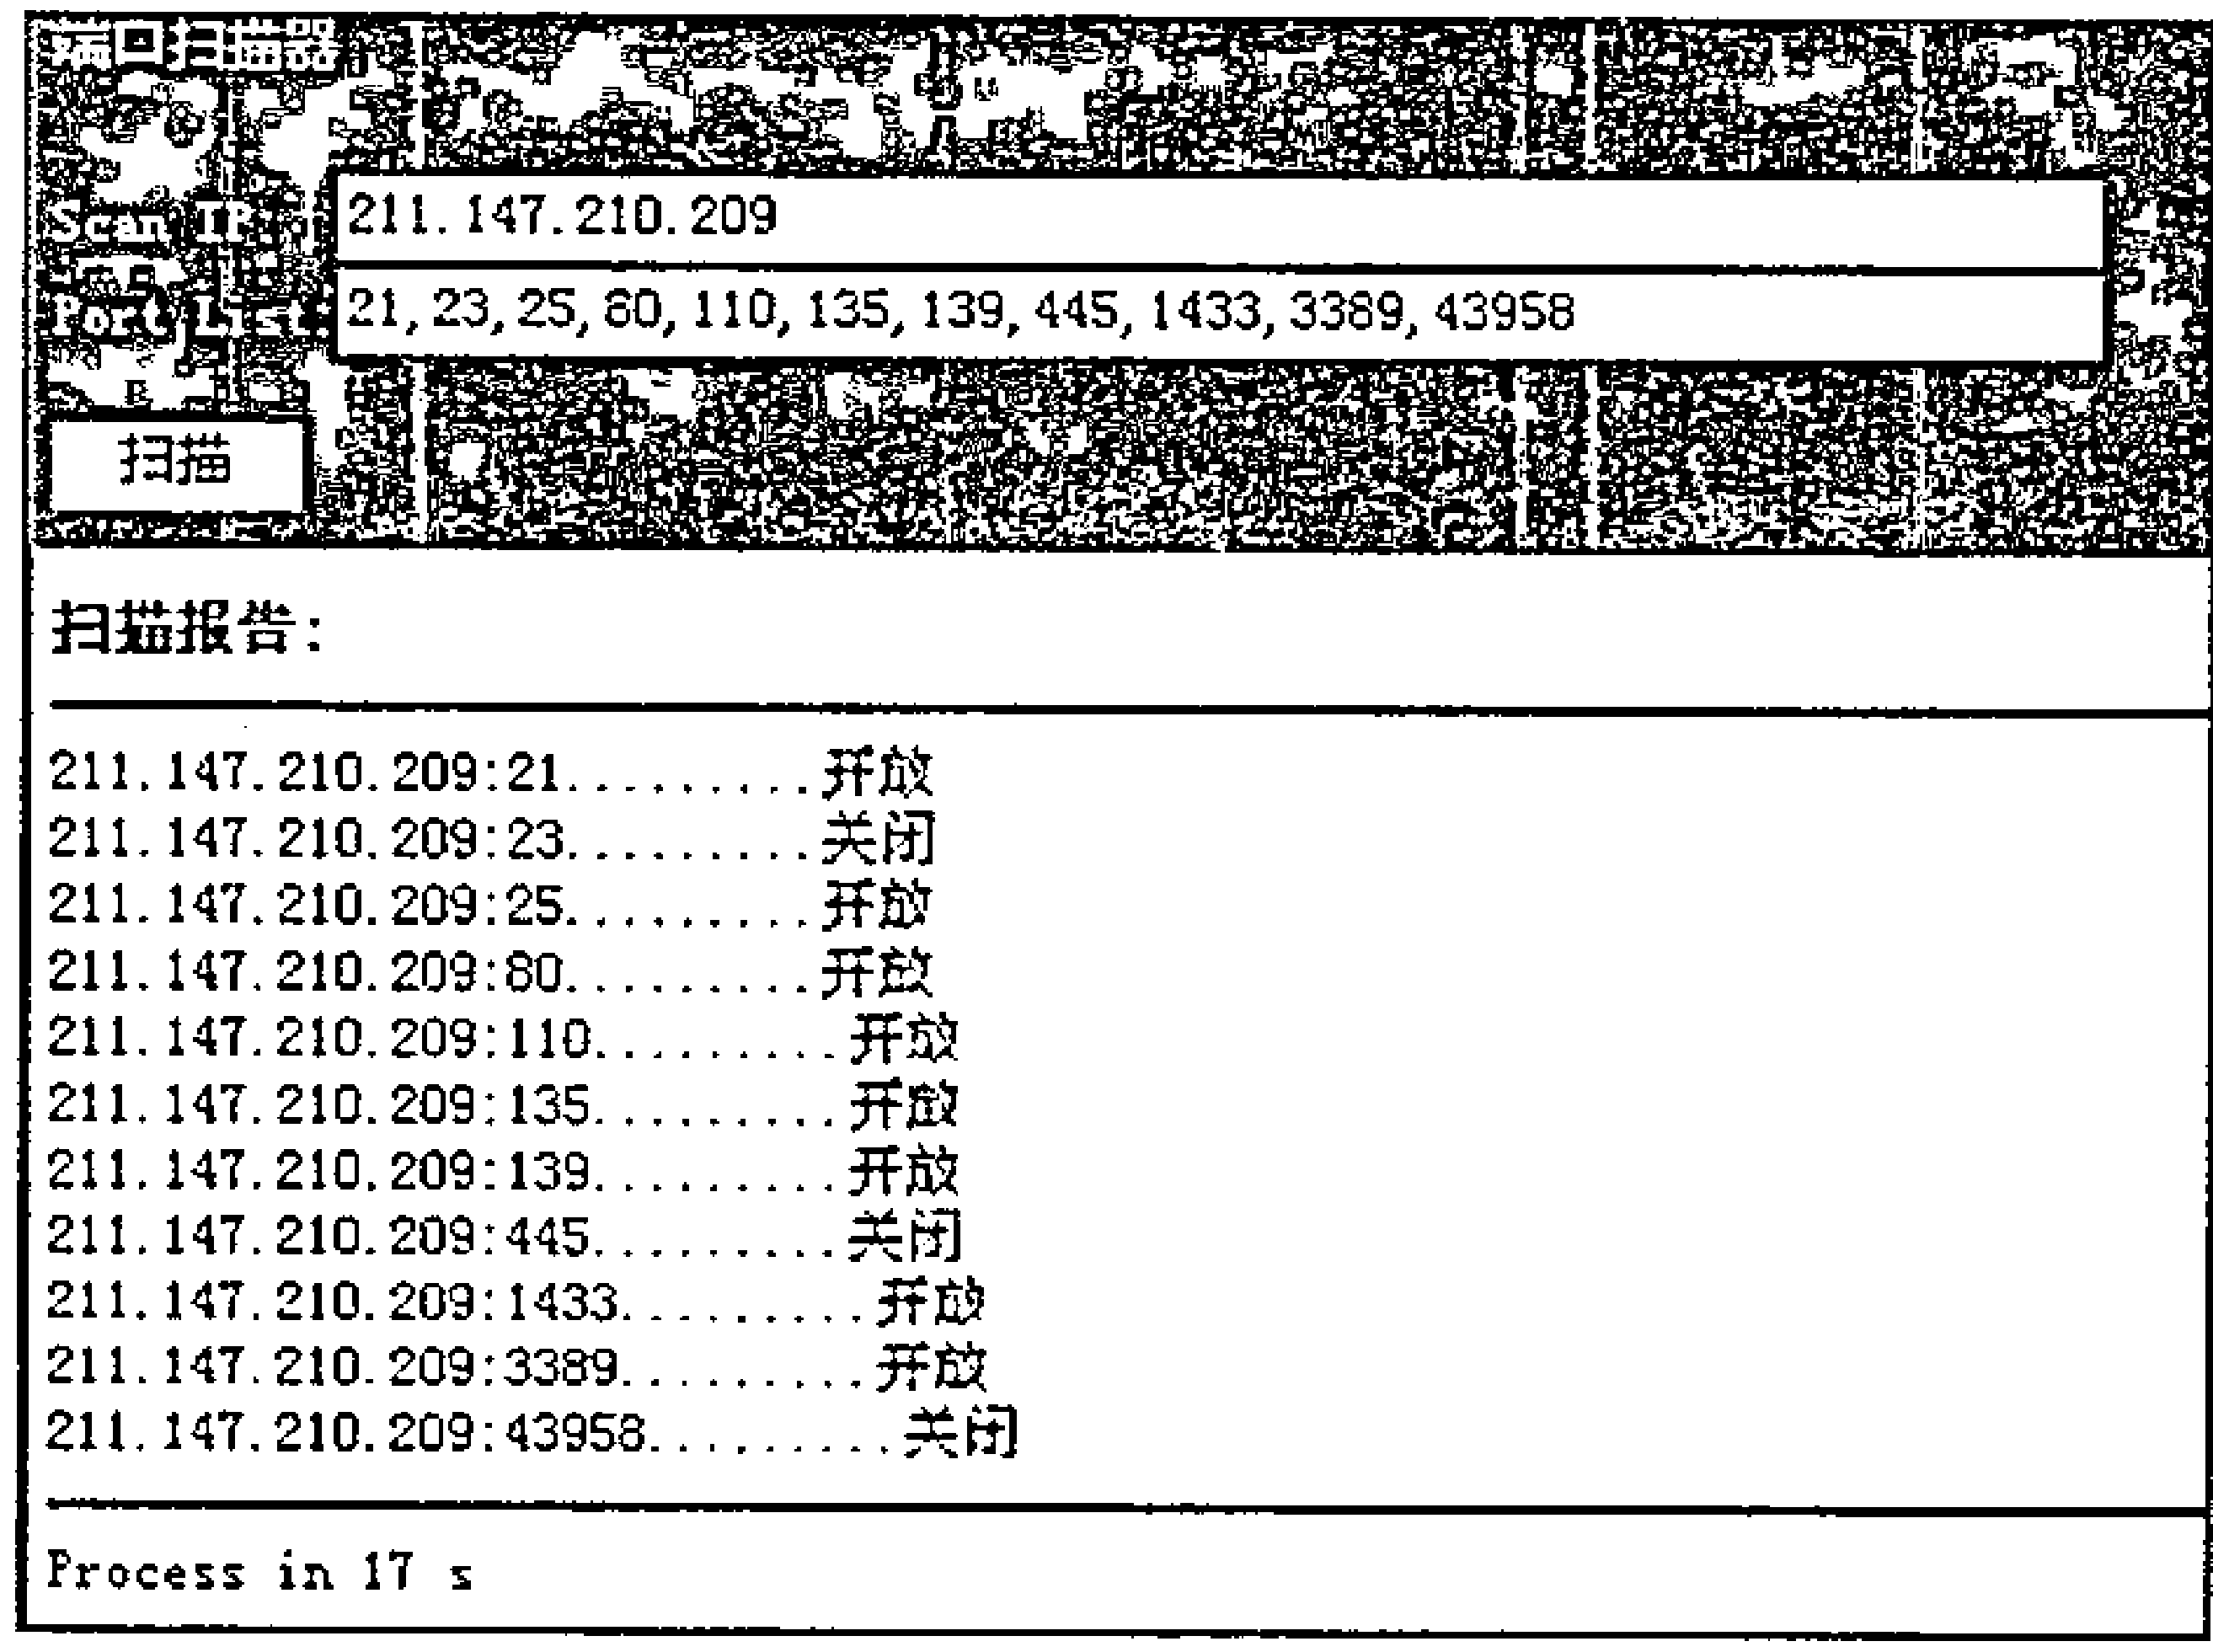 端口扫描器
Scan IP:
211.147.210.209
Port List:
21,23,25,80,110,135,139,445,1433,3389,43958
扫描
扫描报告:
211.147.210.209:21.........开放
211.147.210.209:23.........关闭
211.147.210.209:25.........开放
211.147.210.209:80.........开放
211.147.210.209:110.........开放
211.147.210.209:135.........开放
211.147.210.209:139.........开放
211.147.210.209:445.........关闭
211.147.210.209:1433.........开放
211.147.210.209:3389.........开放
211.147.210.209:43958.........关闭
Process in 17 s